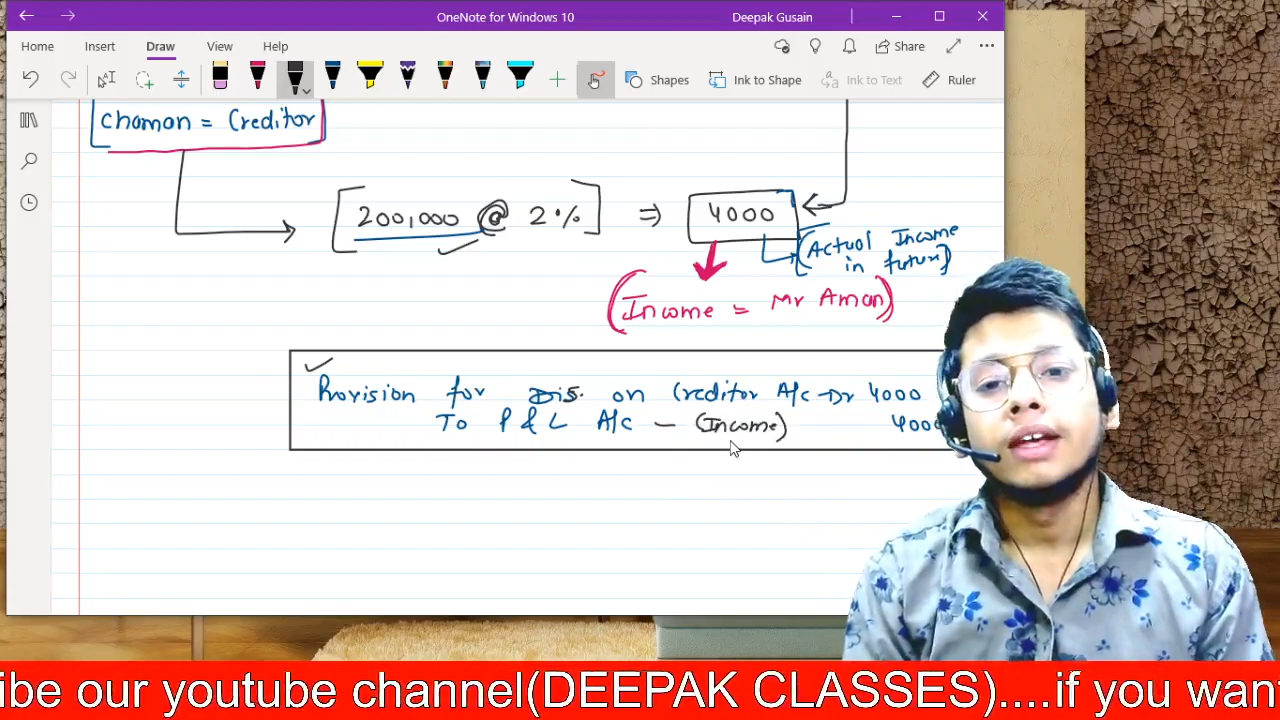 OneNote for Windows 10
Deepak Gusain
Home Insert Draw View Help
Share
Shapes Ink to Shape Ink to Text Ruler
Chaman = Creditor
[200,000 @ 2%] ⇒ 4000
(Actual Income
in future)
(Income = Mr Aman)
✓
Provision for Dis. on Creditor A/c Dr 4000
To P & L A/c - (Income) 4000
ibe our youtube channel(DEEPAK CLASSES)....if you want